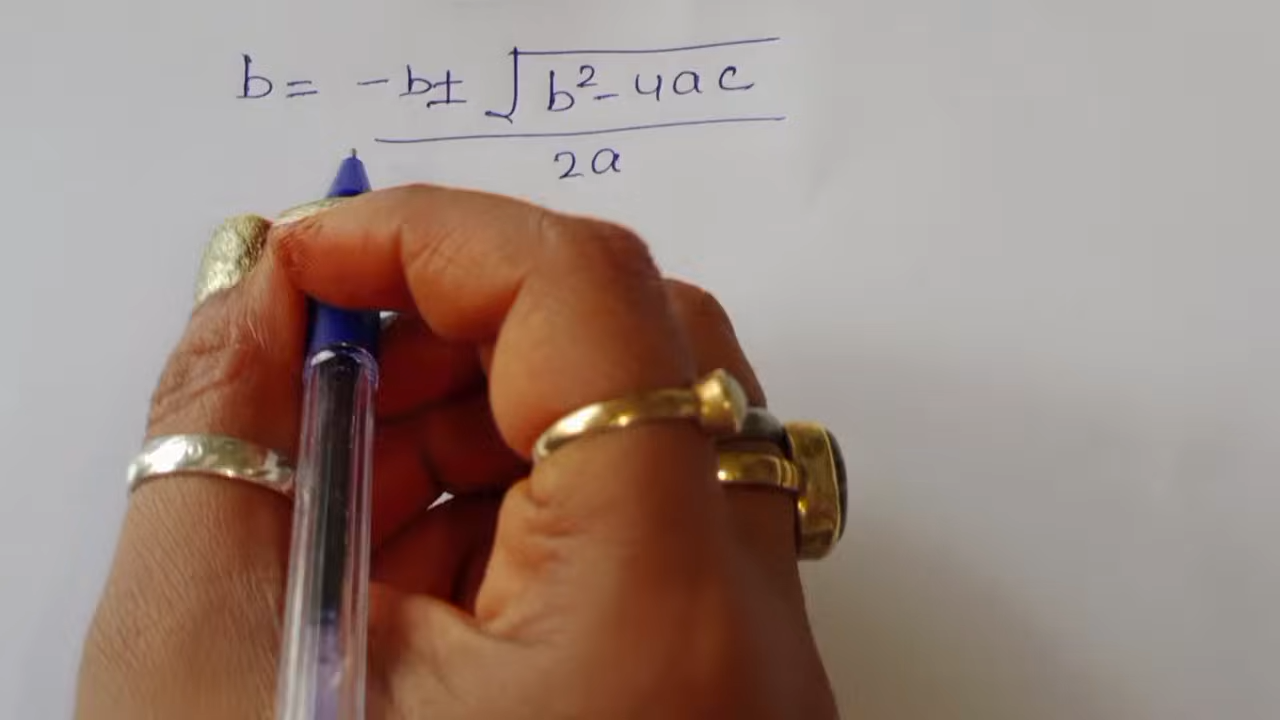 b = -b± √b²-4ac
2a